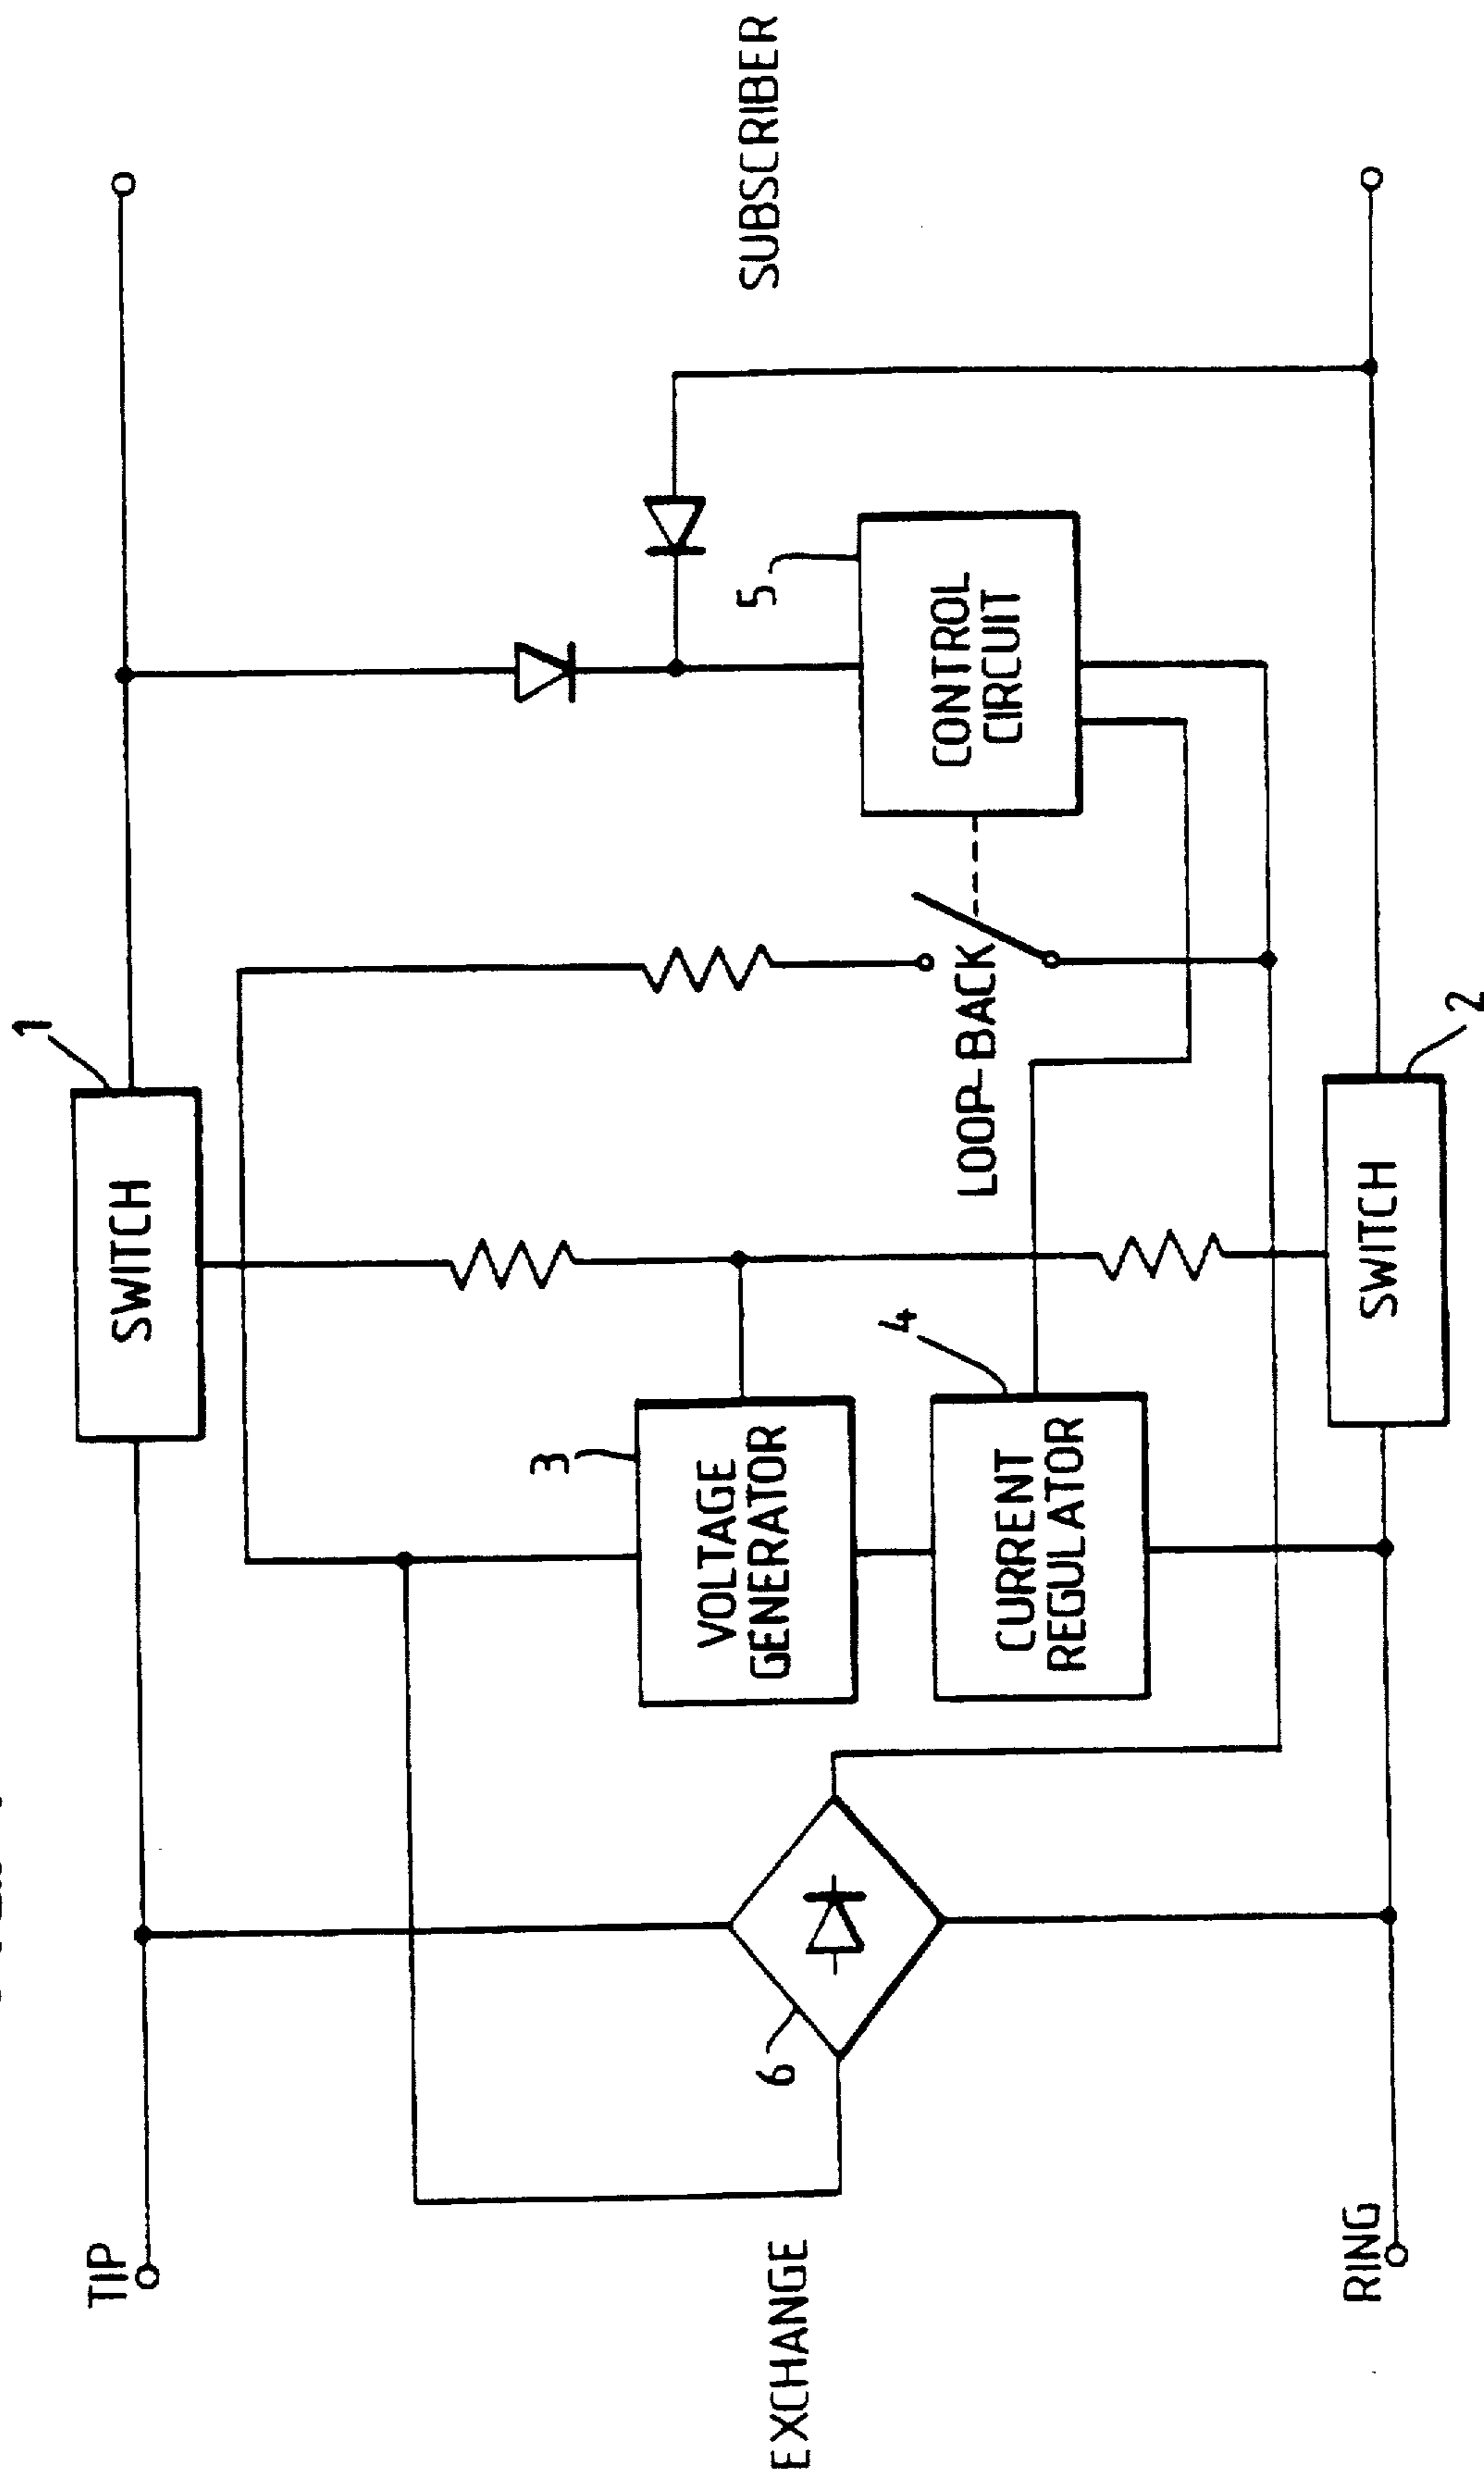 TIP
SWITCH
1
EXCHANGE
6
3
VOLTAGE
GENERATOR
4
CURRENT
REGULATOR
LOOP-BACK
5
CONTROL
CIRCUIT
SUBSCRIBER
RING
SWITCH
2